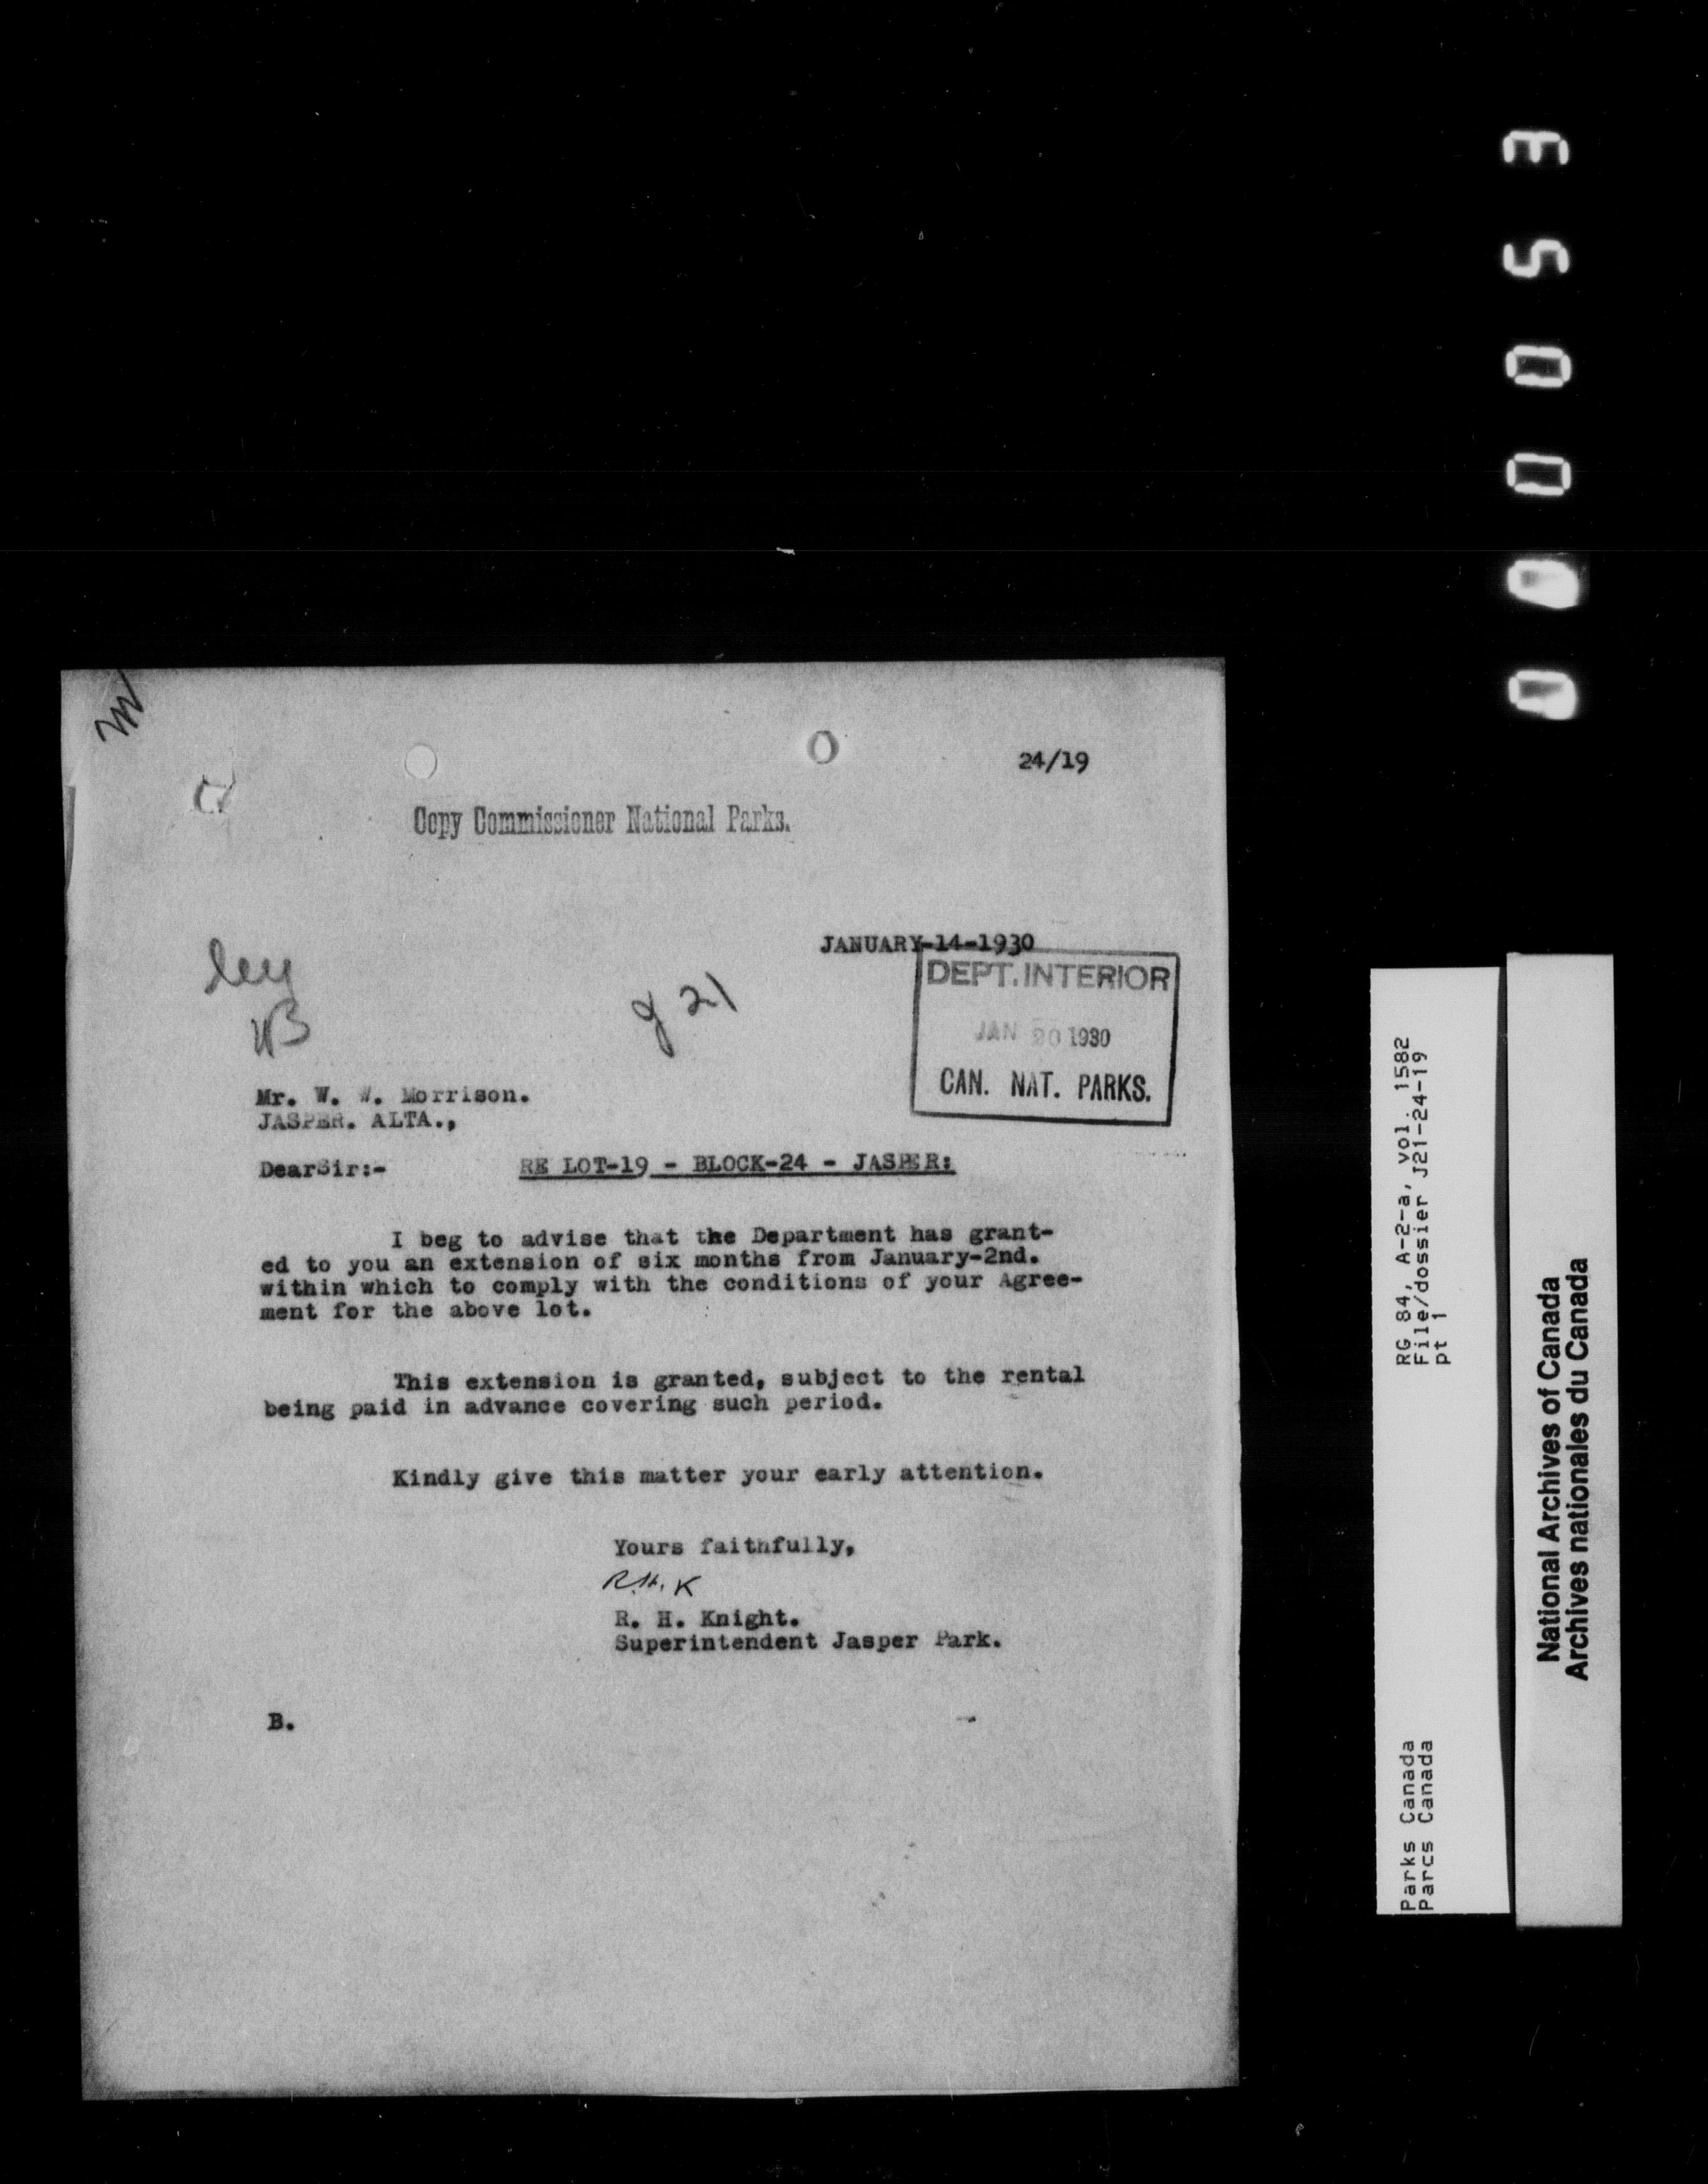 24/19
Copy Commissioner National Parks.
JANUARY-14-1930
DEPT. INTERIOR
JAN 20 1930
CAN. NAT. PARKS.
J 21
Mr. W. W. Morrison.
JASPER. ALTA.,
DearSir:-
RE LOT-19 - BLOCK-24 - JASPER:
I beg to advise that the Department has grant-
ed to you an extension of six months from January-2nd.
within which to comply with the conditions of your Agree-
ment for the above lot.
This extension is granted, subject to the rental
being paid in advance covering such period.
Kindly give this matter your early attention.
Yours faithfully,
R.H.K
R. H. Knight.
Superintendent Jasper Park.
B.
RG 84, A-2-a, vol. 1582
File/dossier J21-24-19
pt 1
Parks Canada
Parcs Canada
National Archives of Canada
Archives nationales du Canada